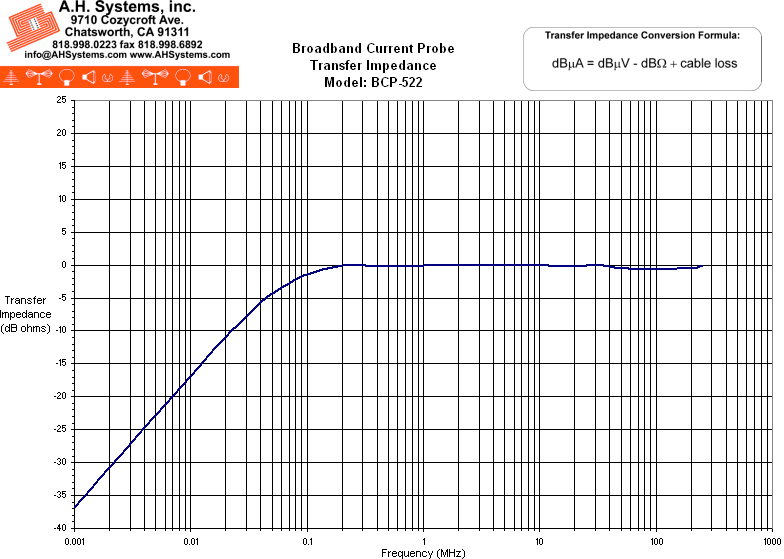 A.H. Systems, inc.
9710 Cozycroft Ave.
Chatsworth, CA 91311
818.998.0223 fax 818.998.6892
info@AHSystems.com www.AHSystems.com
Broadband Current Probe
Transfer Impedance
Model: BCP-522
Transfer Impedance Conversion Formula:
dBµA = dBµV - dBΩ + cable loss
25
20
15
10
5
0
-5
-10
-15
-20
-25
-30
-35
-40
Transfer
Impedance
(dB ohms)
0.001 0.01 0.1 1 10 100 1000
Frequency (MHz)